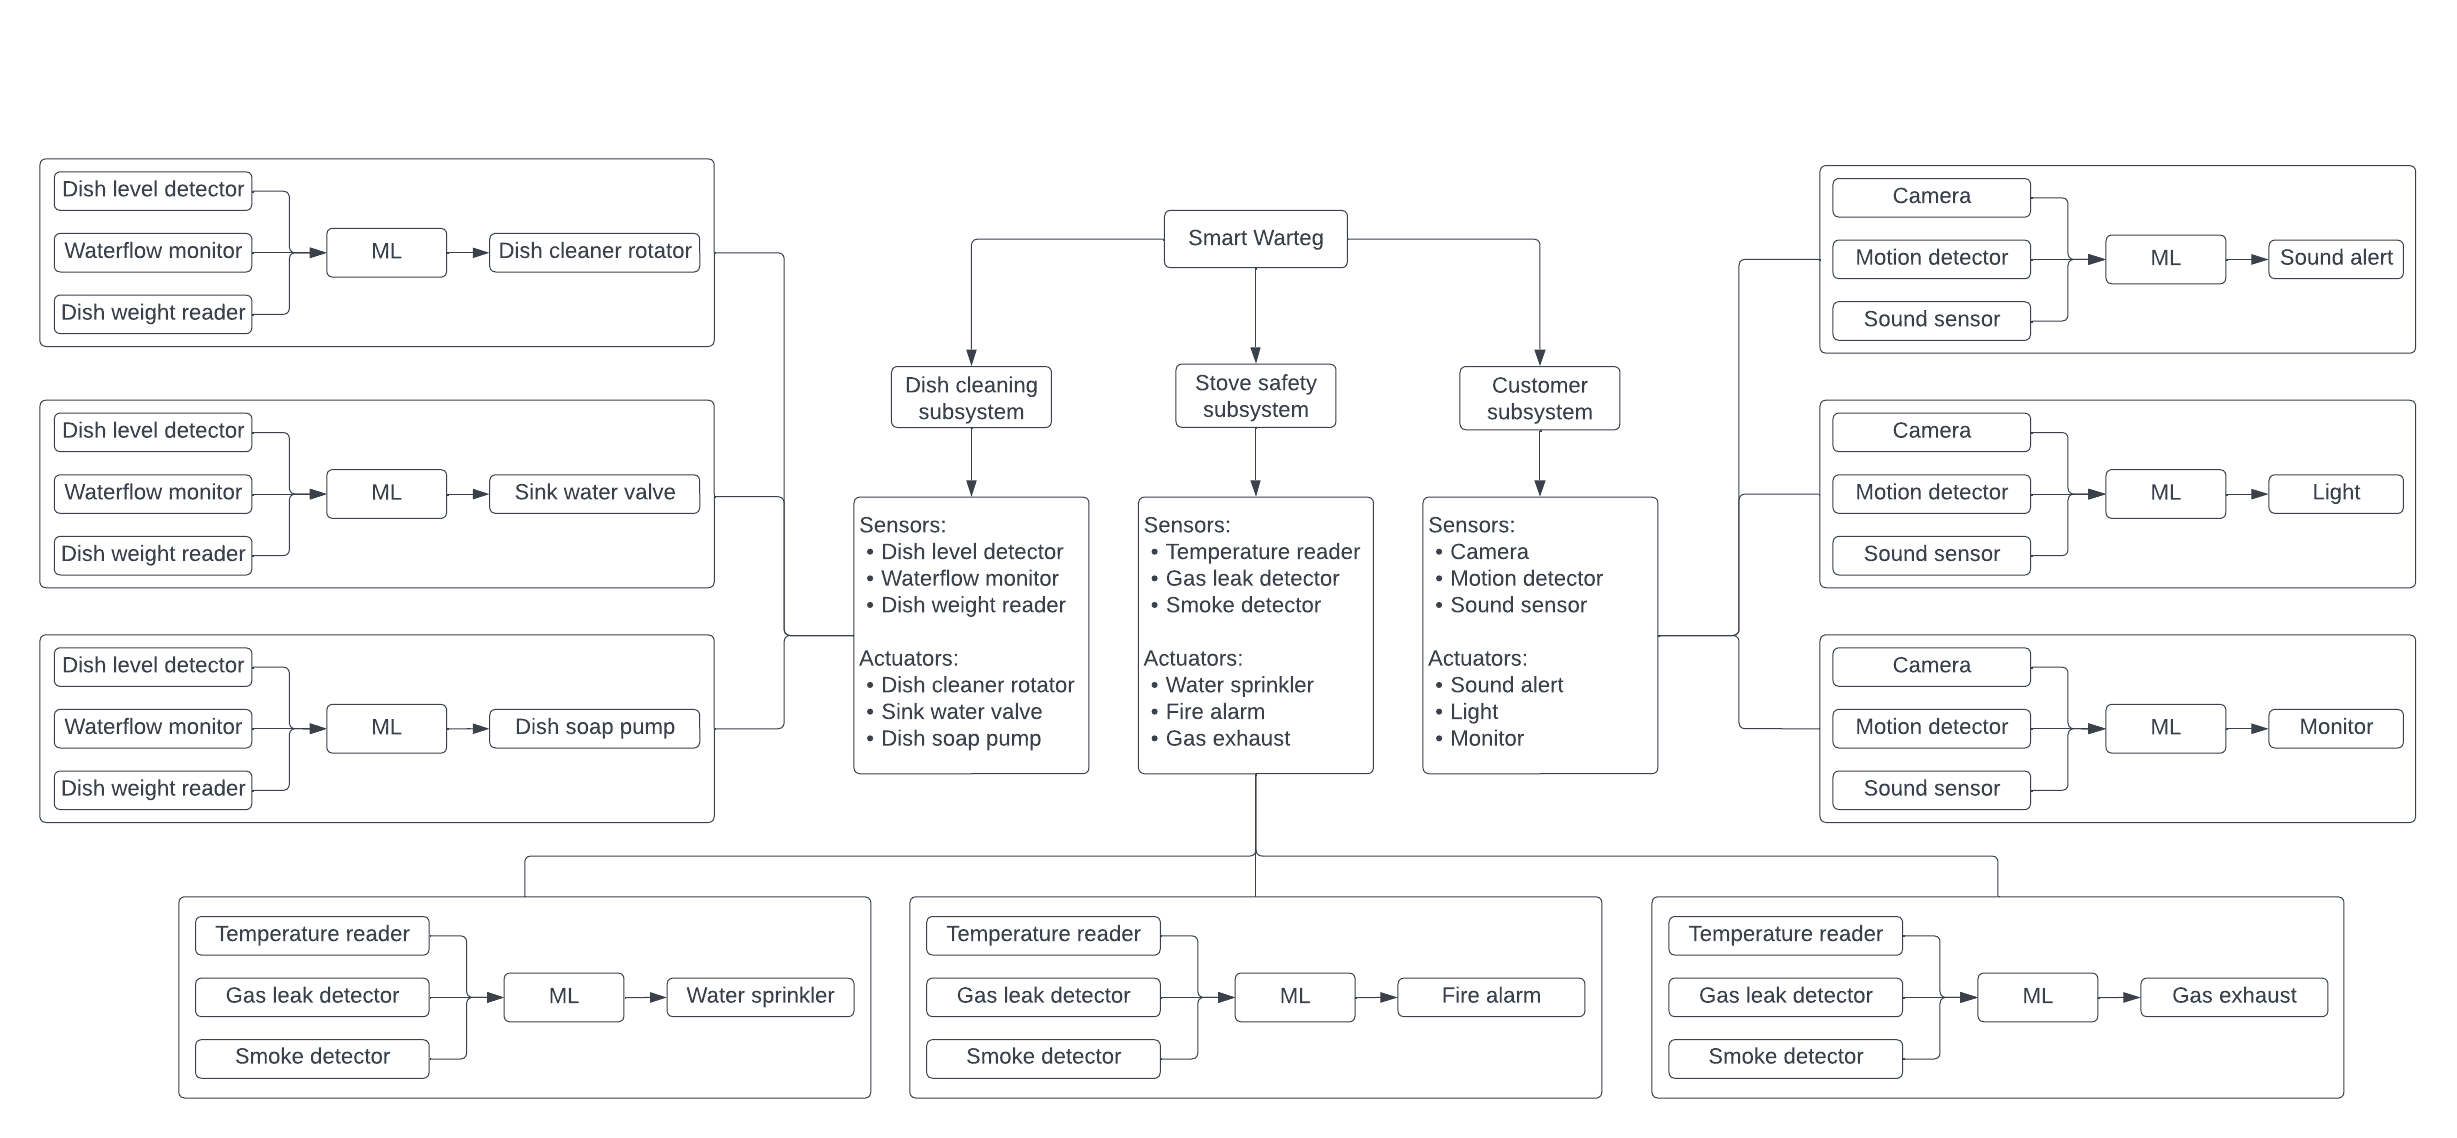 Smart Warteg
Dish cleaning
subsystem
Stove safety
subsystem
Customer
subsystem
Sensors:
• Dish level detector
• Waterflow monitor
• Dish weight reader
Actuators:
• Dish cleaner rotator
• Sink water valve
• Dish soap pump
Sensors:
• Temperature reader
• Gas leak detector
• Smoke detector
Actuators:
• Water sprinkler
• Fire alarm
• Gas exhaust
Sensors:
• Camera
• Motion detector
• Sound sensor
Actuators:
• Sound alert
• Light
• Monitor
Dish level detector
Waterflow monitor
Dish weight reader
ML
Dish cleaner rotator
Dish level detector
Waterflow monitor
Dish weight reader
ML
Sink water valve
Dish level detector
Waterflow monitor
Dish weight reader
ML
Dish soap pump
Camera
Motion detector
Sound sensor
ML
Sound alert
Camera
Motion detector
Sound sensor
ML
Light
Camera
Motion detector
Sound sensor
ML
Monitor
Temperature reader
Gas leak detector
Smoke detector
ML
Water sprinkler
Temperature reader
Gas leak detector
Smoke detector
ML
Fire alarm
Temperature reader
Gas leak detector
Smoke detector
ML
Gas exhaust